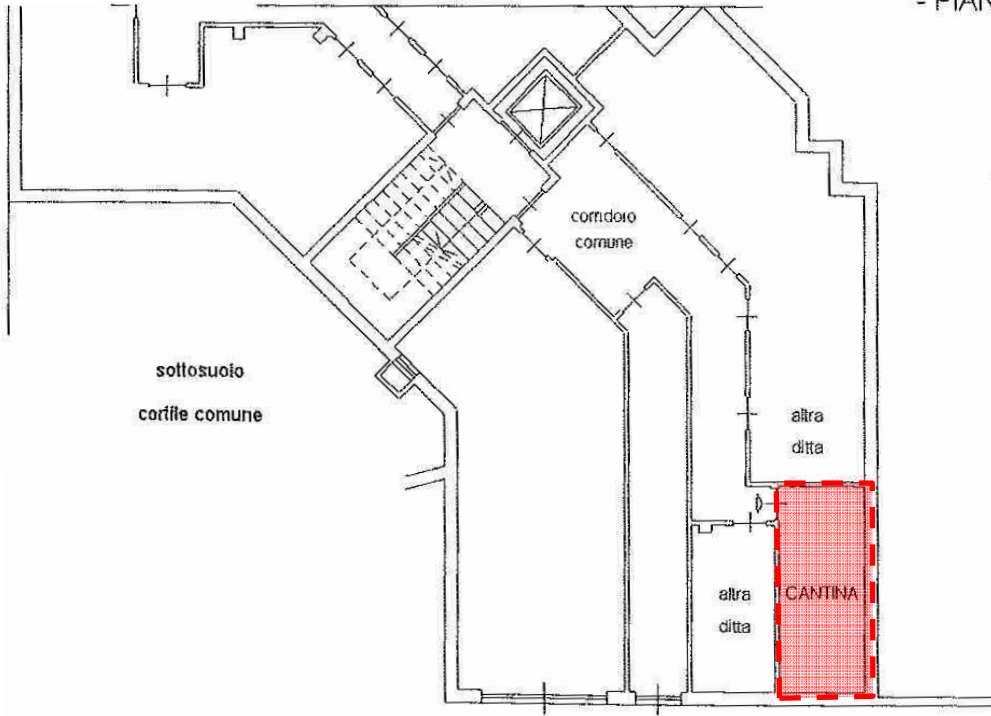 - PIAN
corridoio
comune
sottosuolo
cortile comune
altra
ditta
altra
ditta
CANTINA